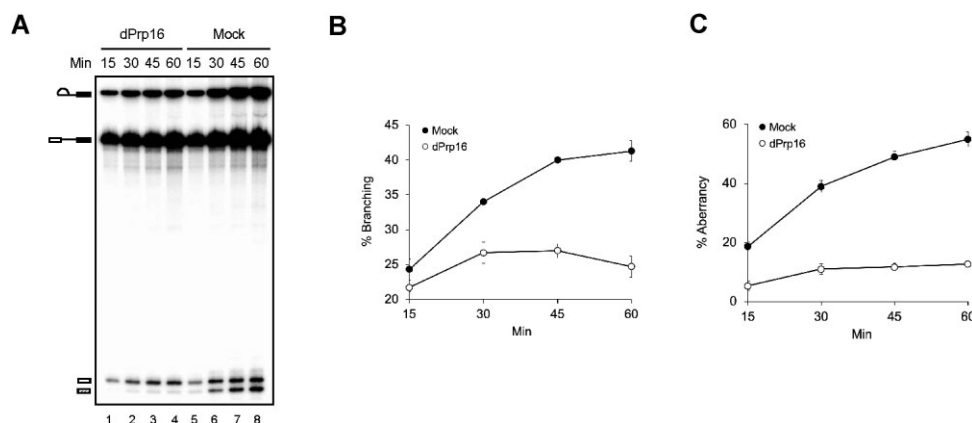 A
dPrp16 Mock
Min 15 30 45 60 15 30 45 60
1 2 3 4 5 6 7 8
B
Mock
dPrp16
% Branching
45
40
35
30
25
20
15 30 45 60
Min
C
Mock
dPrp16
% Aberrancy
60
40
20
0
15 30 45 60
Min